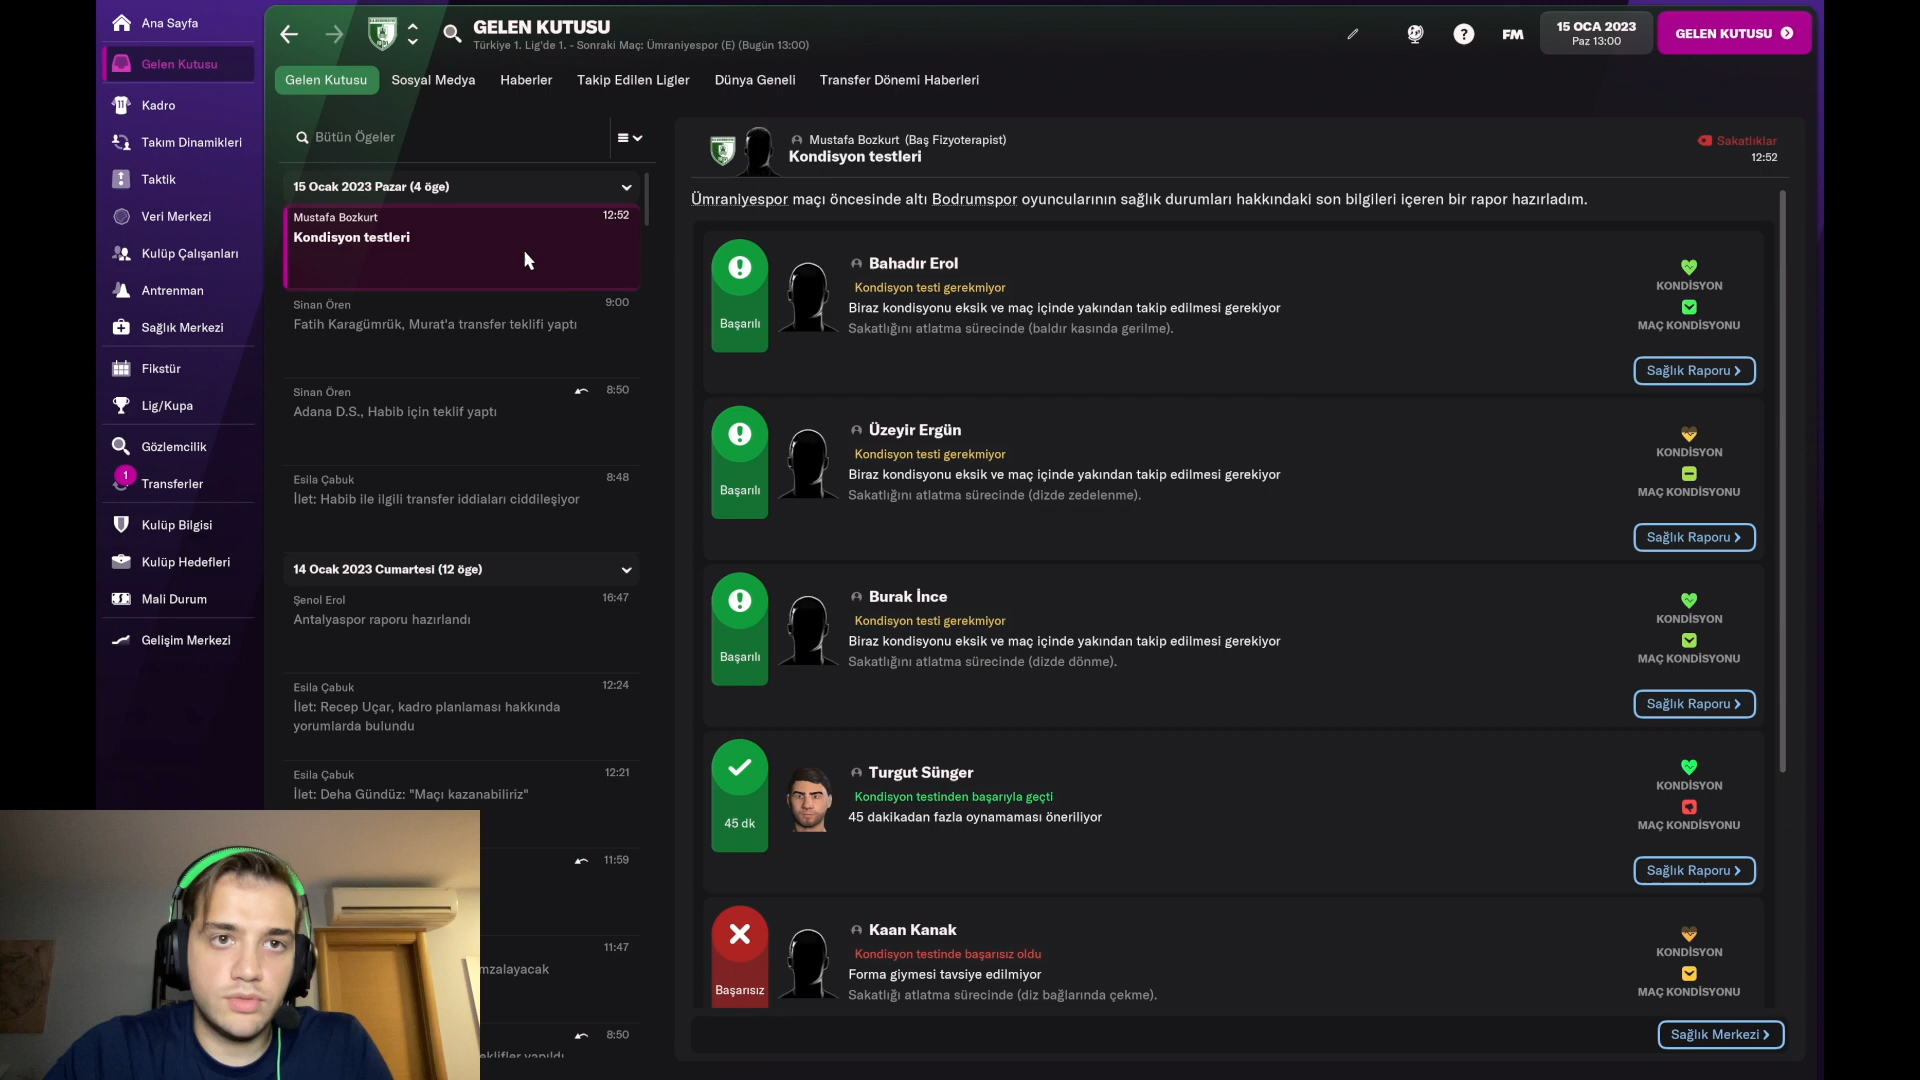 Ana Sayfa
Gelen Kutusu
Kadro
Takım Dinamikleri
Taktik
Veri Merkezi
Kulüp Çalışanları
Antrenman
Sağlık Merkezi
Fikstür
Lig/Kupa
Gözlemcilik
1
Transferler
Kulüp Bilgisi
Kulüp Hedefleri
Mali Durum
Gelişim Merkezi
GELEN KUTUSU
Türkiye 1. Lig'de 1. - Sonraki Maç: Ümraniyespor (E) (Bugün 13:00)
FM
15 OCA 2023
Paz 13:00
GELEN KUTUSU
Gelen Kutusu Sosyal Medya Haberler Takip Edilen Ligler Dünya Geneli Transfer Dönemi Haberleri
Bütün Ögeler
15 Ocak 2023 Pazar (4 öge)
Mustafa Bozkurt 12:52
Kondisyon testleri
Sinan Ören 9:00
Fatih Karagümrük, Murat'a transfer teklifi yaptı
Sinan Ören 8:50
Adana D.S., Habib için teklif yaptı
Esila Çabuk 8:48
İlet: Habib ile ilgili transfer iddiaları ciddileşiyor
14 Ocak 2023 Cumartesi (12 öge)
Şenol Erol 16:47
Antalyaspor raporu hazırlandı
Esila Çabuk 12:24
İlet: Recep Uçar, kadro planlaması hakkında
yorumlarda bulundu
Esila Çabuk 12:21
İlet: Deha Gündüz: "Maçı kazanabiliriz"
11:59
11:47
mzalayacak
8:50
Mustafa Bozkurt (Baş Fizyoterapist)
Kondisyon testleri
Sakatlıklar
12:52
Ümraniyespor maçı öncesinde altı Bodrumspor oyuncularının sağlık durumları hakkındaki son bilgileri içeren bir rapor hazırladım.
Başarılı
Bahadır Erol
Kondisyon testi gerekmiyor
Biraz kondisyonu eksik ve maç içinde yakından takip edilmesi gerekiyor
Sakatlığını atlatma sürecinde (baldır kasında gerilme).
KONDİSYON
MAÇ KONDİSYONU
Sağlık Raporu
Başarılı
Üzeyir Ergün
Kondisyon testi gerekmiyor
Biraz kondisyonu eksik ve maç içinde yakından takip edilmesi gerekiyor
Sakatlığını atlatma sürecinde (dizde zedelenme).
KONDİSYON
MAÇ KONDİSYONU
Sağlık Raporu
Başarılı
Burak İnce
Kondisyon testi gerekmiyor
Biraz kondisyonu eksik ve maç içinde yakından takip edilmesi gerekiyor
Sakatlığını atlatma sürecinde (dizde dönme).
KONDİSYON
MAÇ KONDİSYONU
Sağlık Raporu
45 dk
Turgut Sünger
Kondisyon testinden başarıyla geçti
45 dakikadan fazla oynamaması öneriliyor
KONDİSYON
MAÇ KONDİSYONU
Sağlık Raporu
Başarısız
Kaan Kanak
Kondisyon testinde başarısız oldu
Forma giymesi tavsiye edilmiyor
Sakatlığı atlatma sürecinde (diz bağlarında çekme).
KONDİSYON
MAÇ KONDİSYONU
Sağlık Merkezi